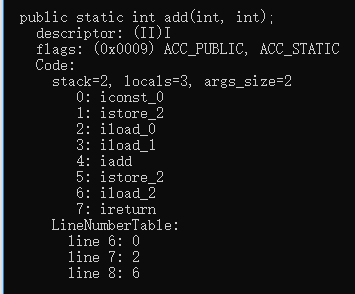 public static int add(int, int);
descriptor: (II)I
flags: (0x0009) ACC_PUBLIC, ACC_STATIC
Code:
stack=2, locals=3, args_size=2
0: iconst_0
1: istore_2
2: iload_0
3: iload_1
4: iadd
5: istore_2
6: iload_2
7: ireturn
LineNumberTable:
line 6: 0
line 7: 2
line 8: 6